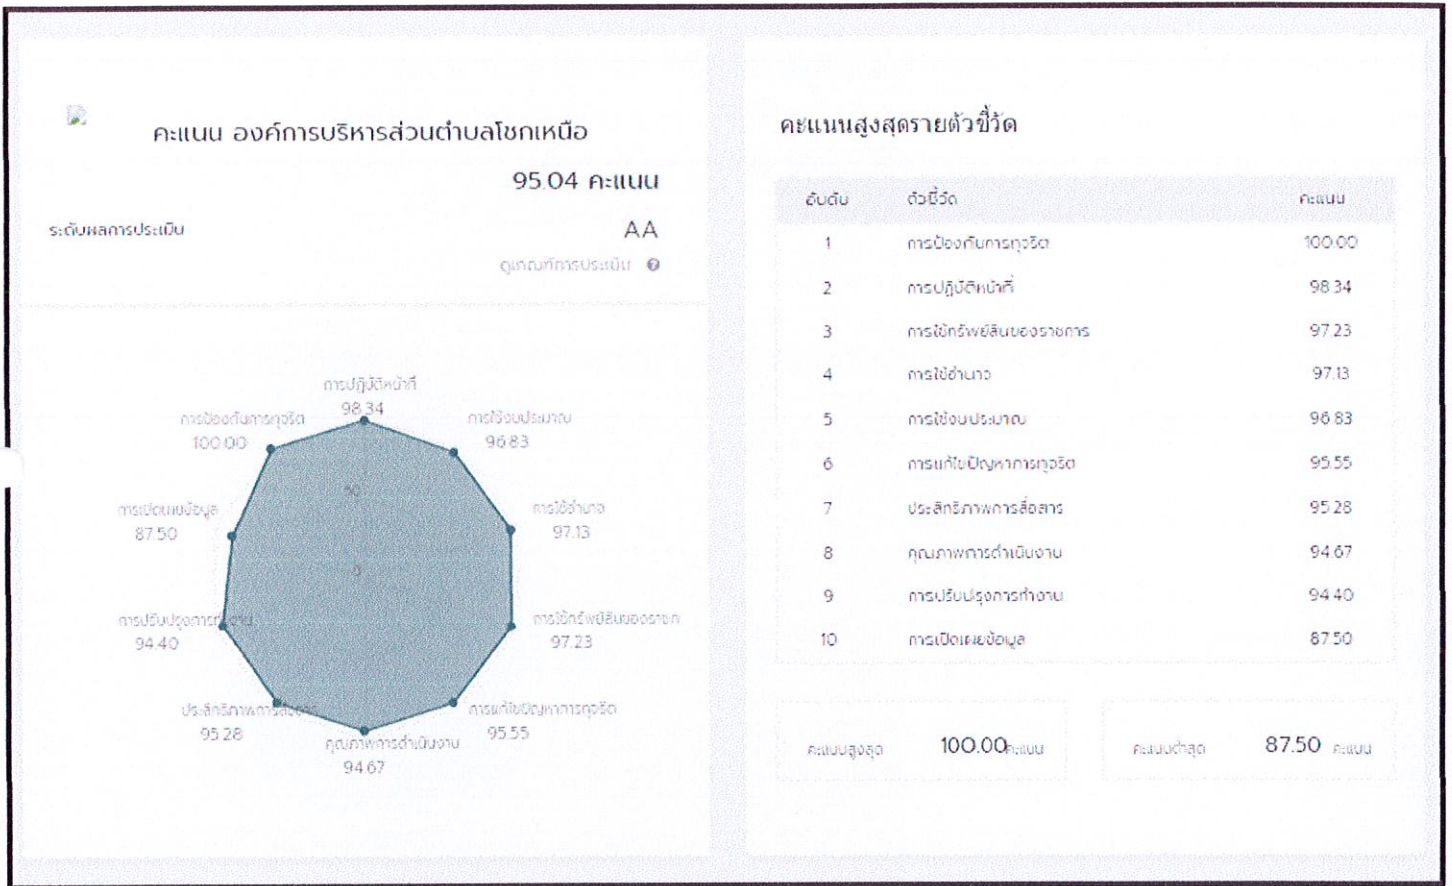 คะแนน องค์การบริหารส่วนตำบลโชกเหนือ
95.04 คะแนน
ระดับผลการประเมิน AA
ดูเกณฑ์การประเมิน
การปฏิบัติหน้าที่
98.34
การใช้งบประมาณ
96.83
การใช้อำนาจ
97.13
การใช้ทรัพย์สินของราชก
97.23
การแก้ไขปัญหาการทุจริต
95.55
คุณภาพการดำเนินงาน
94.67
ประสิทธิภาพการสื่อสาร
95.28
การปรับปรุงการทำงาน
94.40
การเปิดเผยข้อมูล
87.50
การป้องกันการทุจริต
100.00
50
0
คะแนนสูงสุดรายตัวชี้วัด
อันดับ ตัวชี้วัด คะแนน
1 การป้องกันการทุจริต 100.00
2 การปฏิบัติหน้าที่ 98.34
3 การใช้ทรัพย์สินของราชการ 97.23
4 การใช้อำนาจ 97.13
5 การใช้งบประมาณ 96.83
6 การแก้ไขปัญหาการทุจริต 95.55
7 ประสิทธิภาพการสื่อสาร 95.28
8 คุณภาพการดำเนินงาน 94.67
9 การปรับปรุงการทำงาน 94.40
10 การเปิดเผยข้อมูล 87.50
คะแนนสูงสุด 100.00 คะแนน
คะแนนต่ำสุด 87.50 คะแนน